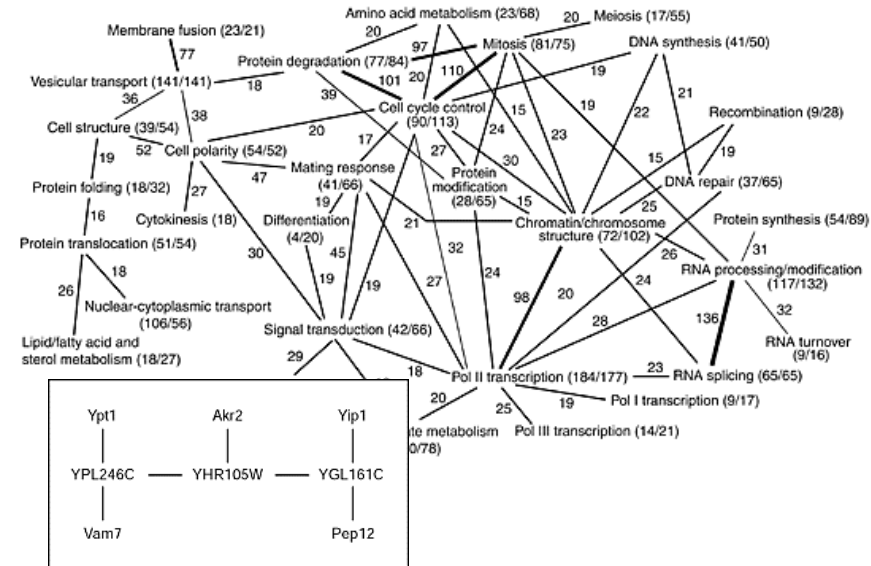 Amino acid metabolism (23/68)
20
Meiosis (17/55)
Membrane fusion (23/21)
20
97
Mitosis (81/75)
DNA synthesis (41/50)
77
Protein degradation (77/84)
110
19
Vesicular transport (141/141)
18
101
20
36
39
21
38
Cell cycle control
(90/113)
15
19
22
Recombination (9/28)
Cell structure (39/54)
20
24
23
52
Cell polarity (54/52)
17
27
30
15
19
19
47
Mating response
(41/66)
Protein
modification
(28/65)
DNA repair (37/65)
Protein folding (18/32)
27
19
15
25
16
Cytokinesis (18)
Differentiation
(4/20)
21
Chromatin/chromosome
structure (72/102)
Protein synthesis (54/89)
Protein translocation (51/54)
30
45
32
26
31
18
19
19
27
24
24
RNA processing/modification
(117/132)
26
98
20
Nuclear-cytoplasmic transport
(106/56)
28
136
32
Signal transduction (42/66)
Lipid/fatty acid and
sterol metabolism (18/27)
RNA turnover
(9/16)
29
18
Pol II transcription (184/177)
23
RNA splicing (65/65)
20
25
19
Pol I transcription (9/17)
te metabolism
0/78)
Pol III transcription (14/21)
Ypt1
Akr2
Yip1
YPL246C
YHR105W
YGL161C
Vam7
Pep12